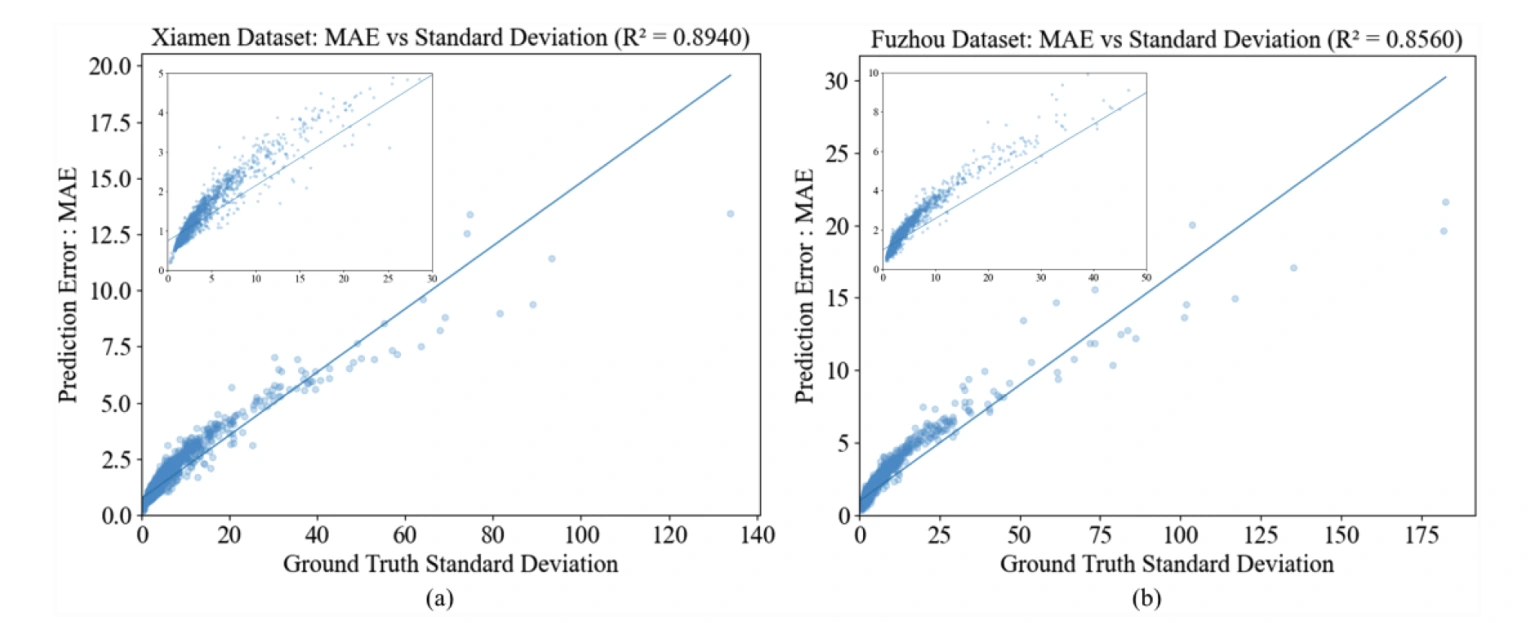 Xiamen Dataset: MAE vs Standard Deviation (R² = 0.8940)
20.0
17.5
15.0
12.5
10.0
7.5
5.0
2.5
0.0
Prediction Error : MAE
5
4
3
2
1
0
0 5 10 15 20 25 30
0 20 40 60 80 100 120 140
Ground Truth Standard Deviation
(a)
Fuzhou Dataset: MAE vs Standard Deviation (R² = 0.8560)
30
25
20
15
10
5
0
Prediction Error : MAE
10
8
6
4
2
0
0 10 20 30 40 50
0 25 50 75 100 125 150 175
Ground Truth Standard Deviation
(b)